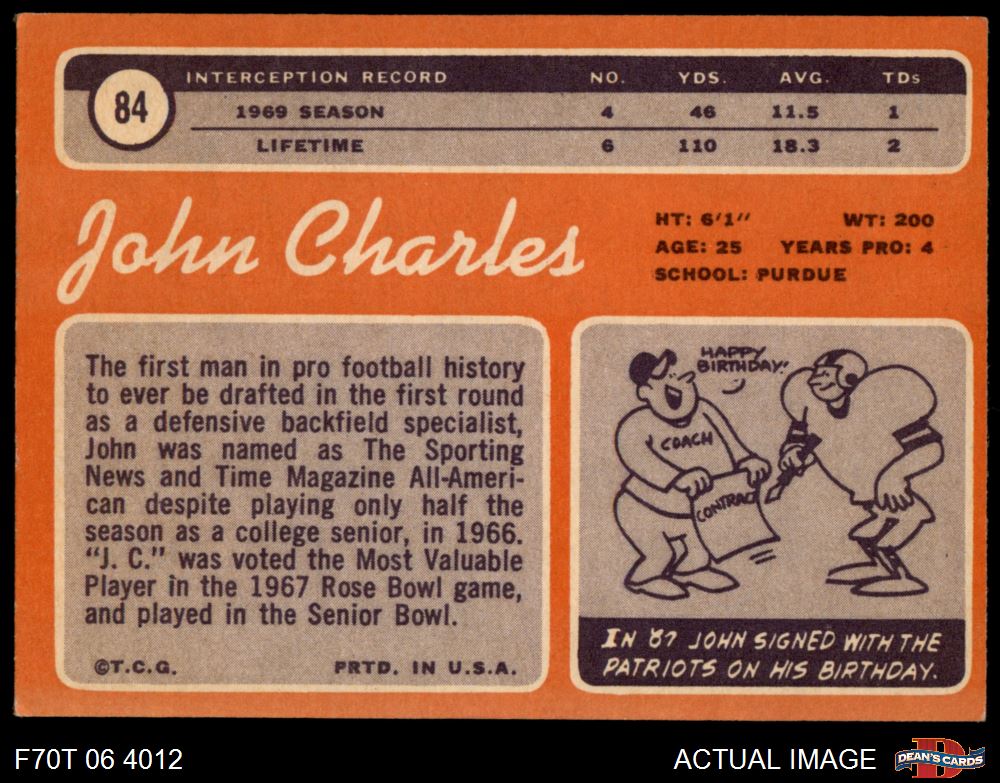 84
INTERCEPTION RECORD NO. YDS. AVG. TDs
1969 SEASON 4 46 11.5 1
LIFETIME 6 110 18.3 2
John Charles
HT: 6'1" WT: 200
AGE: 25 YEARS PRO: 4
SCHOOL: PURDUE
The first man in pro football history
to ever be drafted in the first round
as a defensive backfield specialist,
John was named as The Sporting
News and Time Magazine All-Ameri-
can despite playing only half the
season as a college senior, in 1966.
“J. C.” was voted the Most Valuable
Player in the 1967 Rose Bowl game,
and played in the Senior Bowl.
©T.C.G. PRTD. IN U.S.A.
HAPPY
BIRTHDAY!
COACH
CONTRACT
IN '67 JOHN SIGNED WITH THE
PATRIOTS ON HIS BIRTHDAY.
F70T 06 4012 ACTUAL IMAGE
D
DEAN'S CARDS